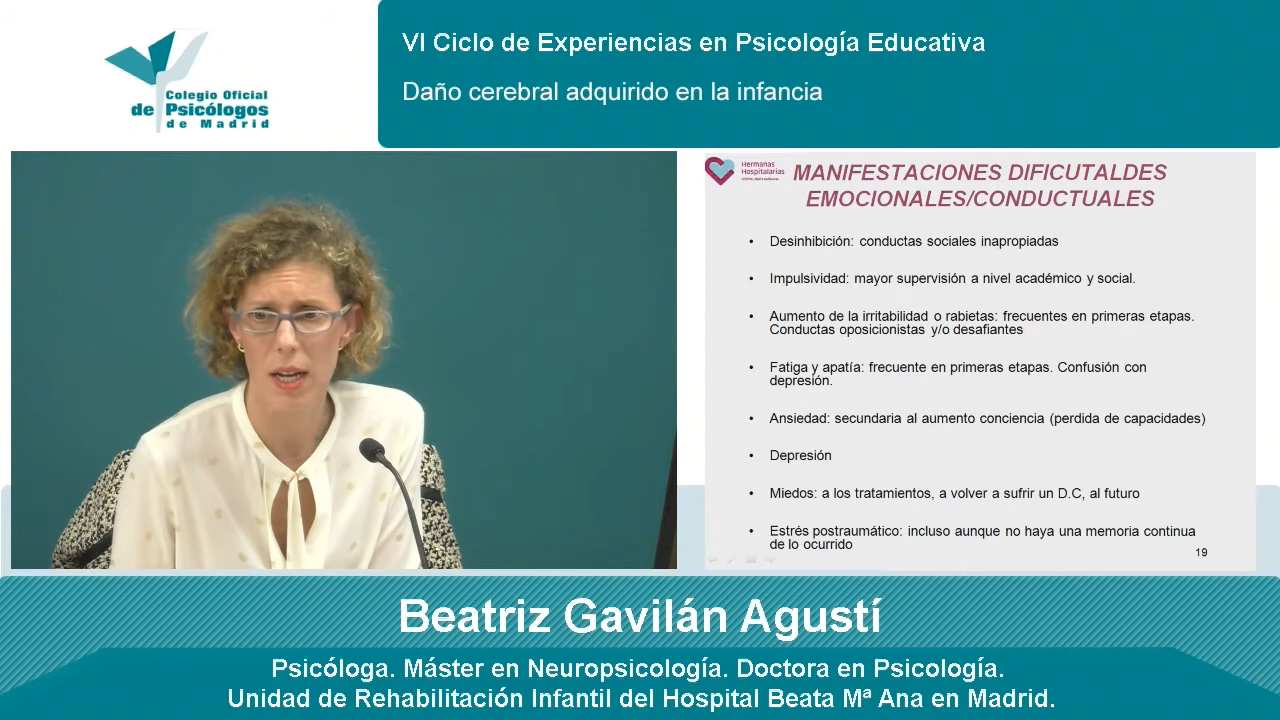 Colegio Oficial
de Psicólogos
de Madrid
VI Ciclo de Experiencias en Psicología Educativa
Daño cerebral adquirido en la infancia
Hermanas
Hospitalarias
MANIFESTACIONES DIFICUTALDES
EMOCIONALES/CONDUCTUALES
• Desinhibición: conductas sociales inapropiadas
• Impulsividad: mayor supervisión a nivel académico y social.
• Aumento de la irritabilidad o rabietas: frecuentes en primeras etapas.
Conductas oposicionistas y/o desafiantes
• Fatiga y apatía: frecuente en primeras etapas. Confusión con
depresión.
• Ansiedad: secundaria al aumento conciencia (perdida de capacidades)
• Depresión
• Miedos: a los tratamientos, a volver a sufrir un D.C, al futuro
• Estrés postraumático: incluso aunque no haya una memoria continua
de lo ocurrido
19
Beatriz Gavilán Agustí
Psicóloga. Máster en Neuropsicología. Doctora en Psicología.
Unidad de Rehabilitación Infantil del Hospital Beata Mª Ana en Madrid.